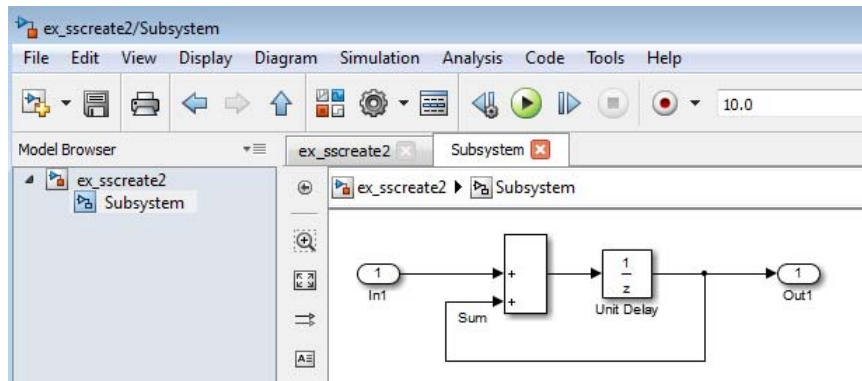 ex_sscreate2/Subsystem
File Edit View Display Diagram Simulation Analysis Code Tools Help
10.0
Model Browser
ex_sscreate2 Subsystem
ex_sscreate2
Subsystem
ex_sscreate2 Subsystem
1
In1
+
+
Sum
1
z
Unit Delay
1
Out1
A